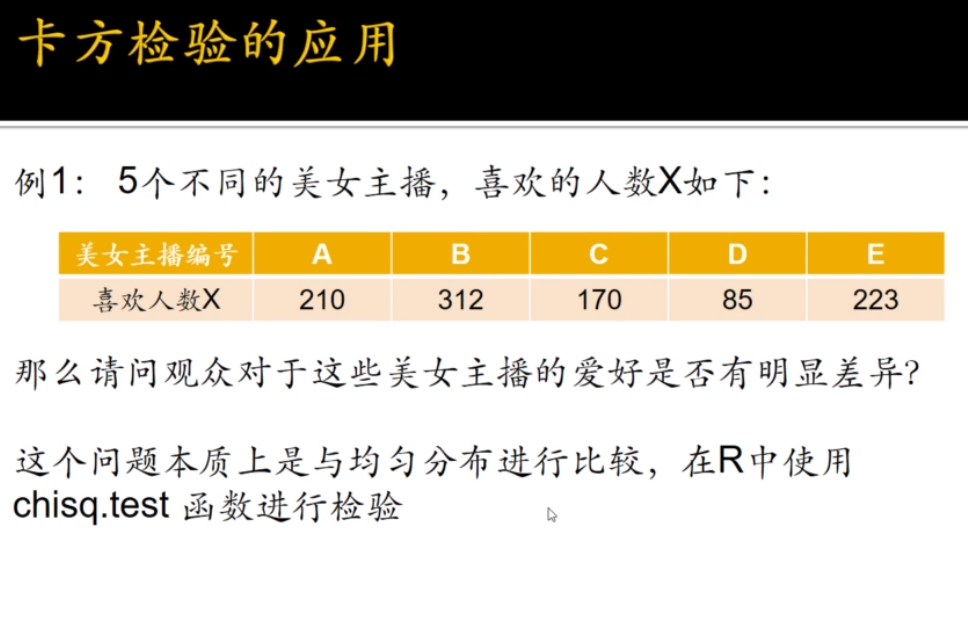 卡方检验的应用
例1： 5个不同的美女主播，喜欢的人数X如下：
美女主播编号 A B C D E
喜欢人数X 210 312 170 85 223
那么请问观众对于这些美女主播的爱好是否有明显差异？
这个问题本质上是与均匀分布进行比较，在R中使用
chisq.test 函数进行检验